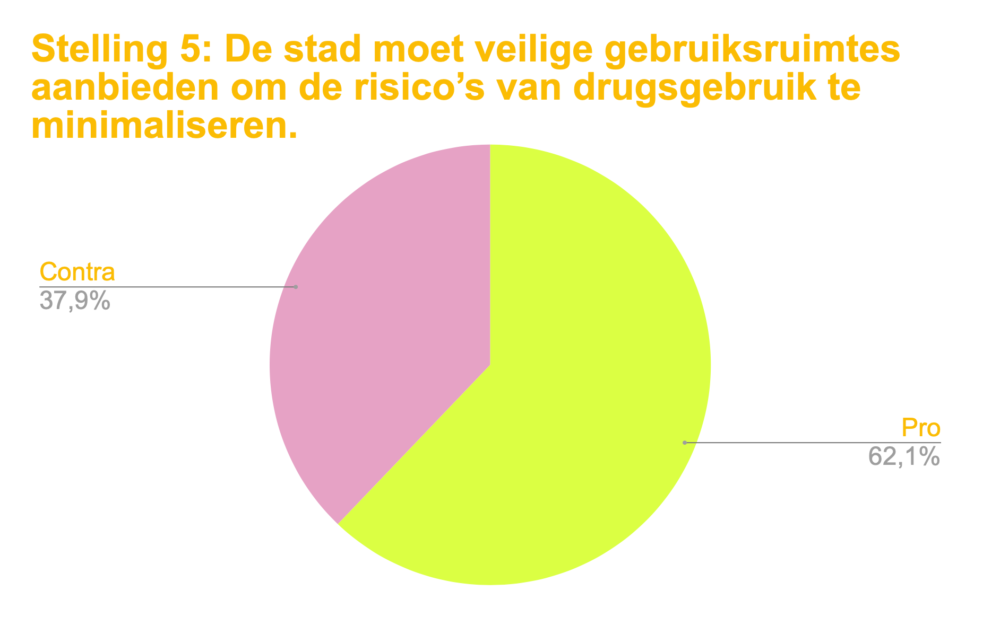 Stelling 5: De stad moet veilige gebruiksruimtes
aanbieden om de risico’s van drugsgebruik te
minimaliseren.
Contra
37,9%
Pro
62,1%